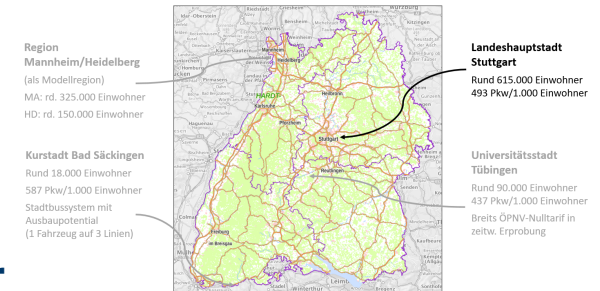 Region
Mannheim/Heidelberg
(als Modellregion)
MA: rd. 325.000 Einwohner
HD: rd. 150.000 Einwohner
Kurstadt Bad Säckingen
Rund 18.000 Einwohner
587 Pkw/1.000 Einwohner
Stadtbussystem mit
Ausbaupotential
(1 Fahrzeug auf 3 Linien)
Mannheim
Heidelberg
HARDT
Karlsruhe
Heilbronn
Pforzheim
Stuttgart
Reutlingen
Freiburg
im Breisgau
Winterthur
Landeshauptstadt
Stuttgart
Rund 615.000 Einwohner
493 Pkw/1.000 Einwohner
Universitätsstadt
Tübingen
Rund 90.000 Einwohner
437 Pkw/1.000 Einwohner
Breits ÖPNV-Nulltarif in
zeitw. Erprobung